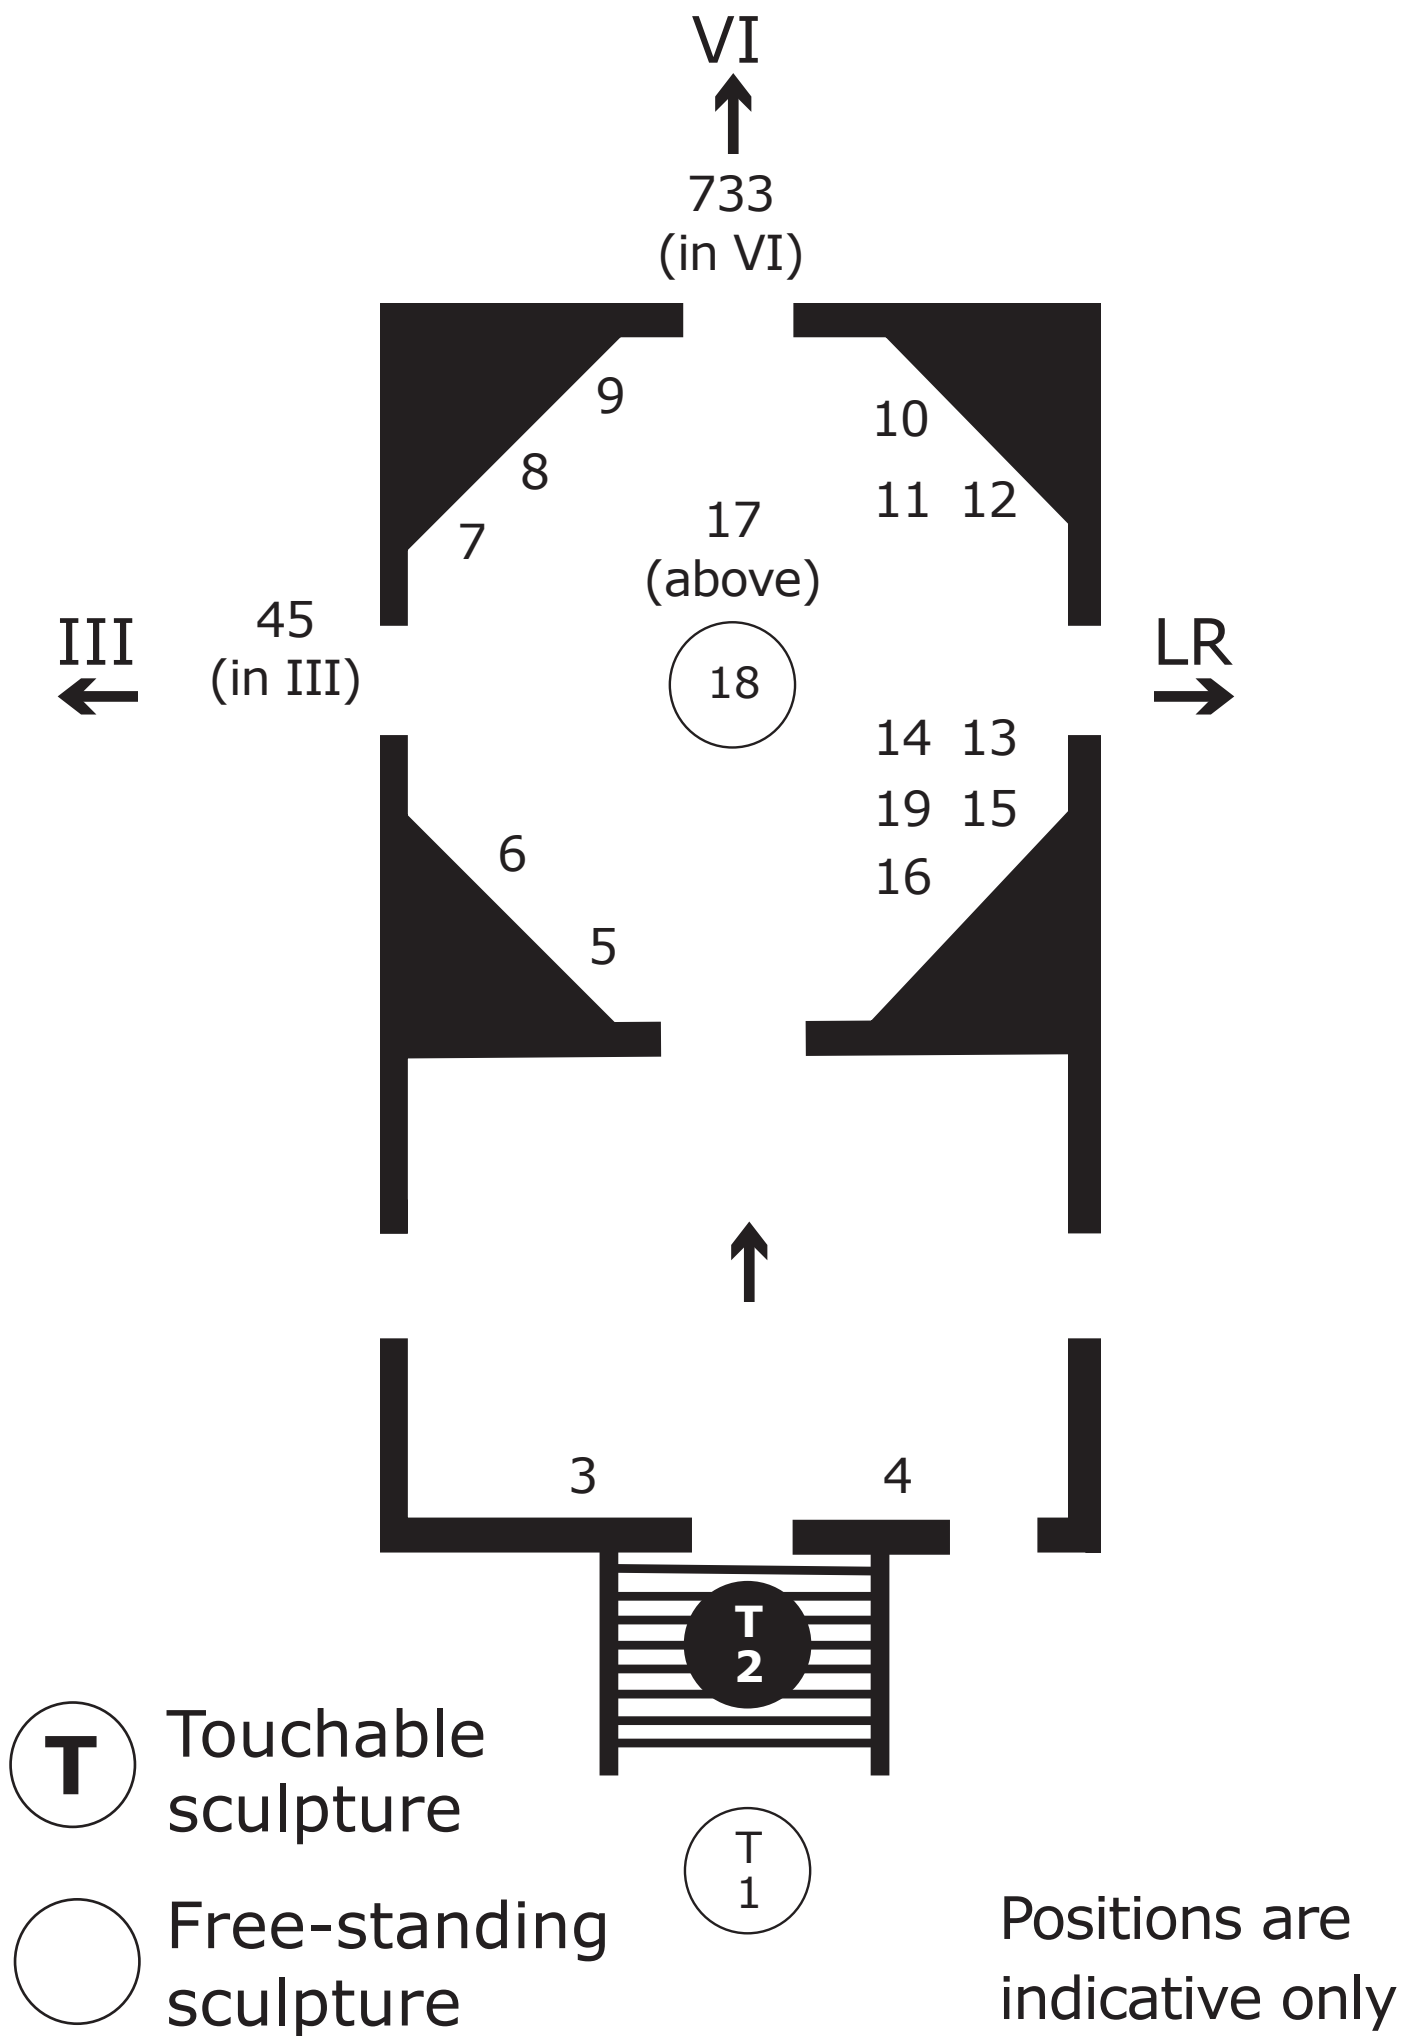 VI
733
(in VI)
9
10
8
11 12
7
17
(above)
45
(in III)
III
LR
18
14 13
19 15
6
16
5
3
4
T
2
T
Touchable
sculpture
T
1
Free-standing
sculpture
Positions are
indicative only